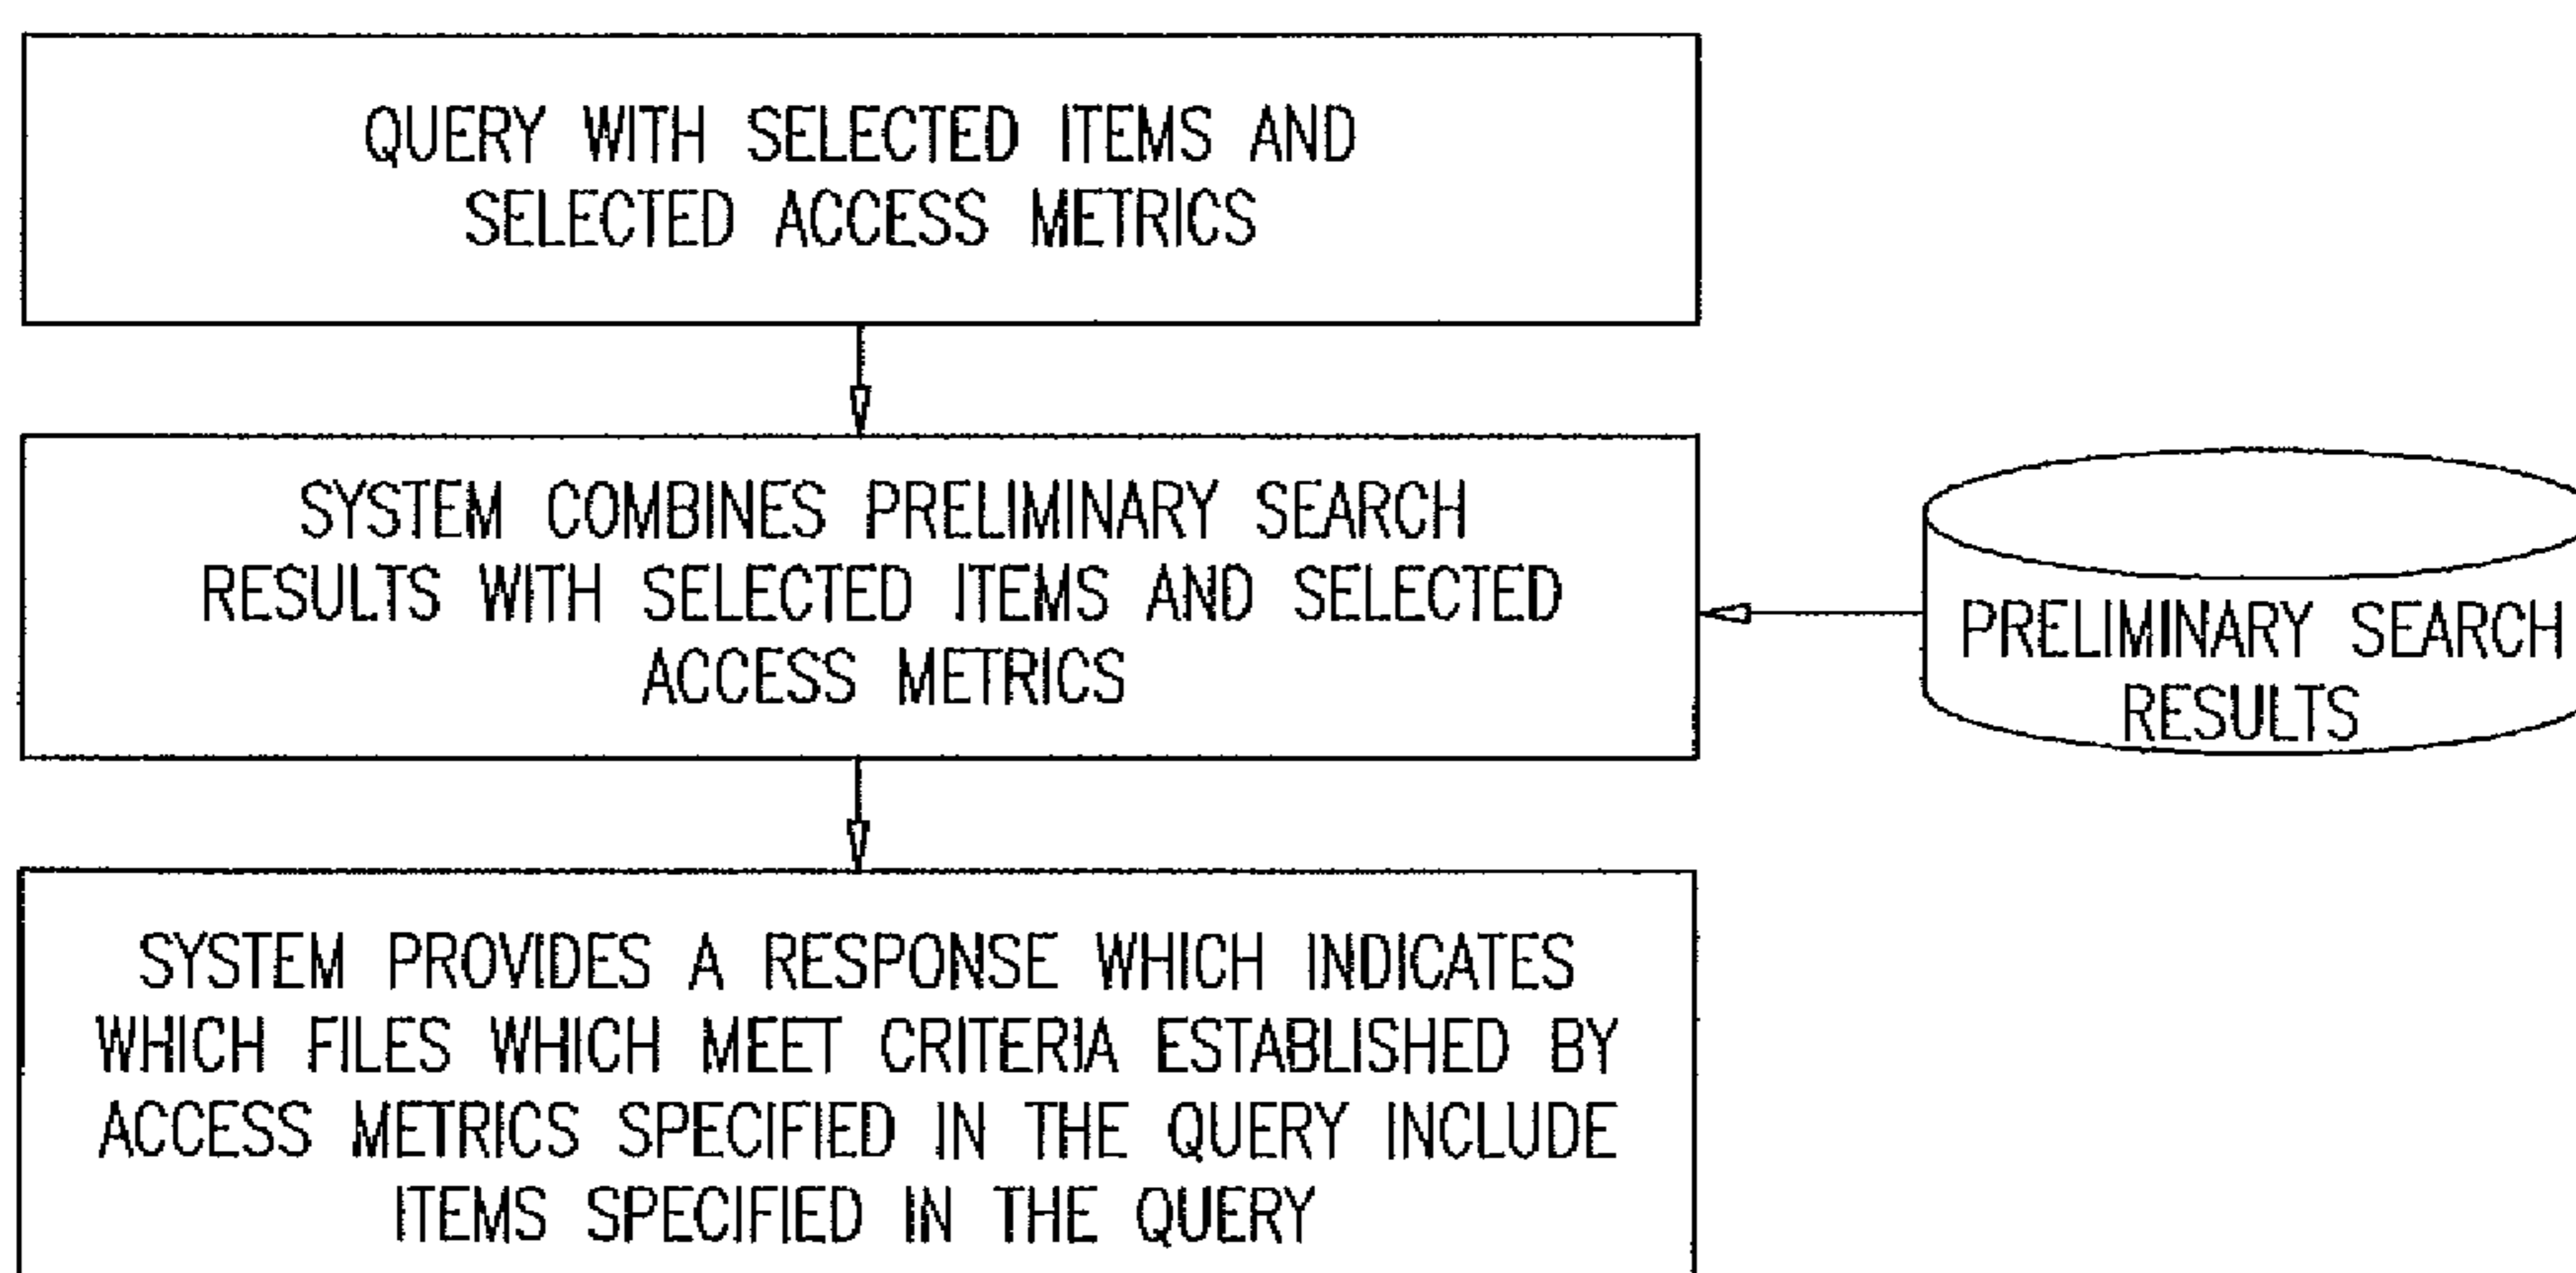 QUERY WITH SELECTED ITEMS AND
SELECTED ACCESS METRICS
SYSTEM COMBINES PRELIMINARY SEARCH
RESULTS WITH SELECTED ITEMS AND SELECTED
ACCESS METRICS
PRELIMINARY SEARCH
RESULTS
SYSTEM PROVIDES A RESPONSE WHICH INDICATES
WHICH FILES WHICH MEET CRITERIA ESTABLISHED BY
ACCESS METRICS SPECIFIED IN THE QUERY INCLUDE
ITEMS SPECIFIED IN THE QUERY